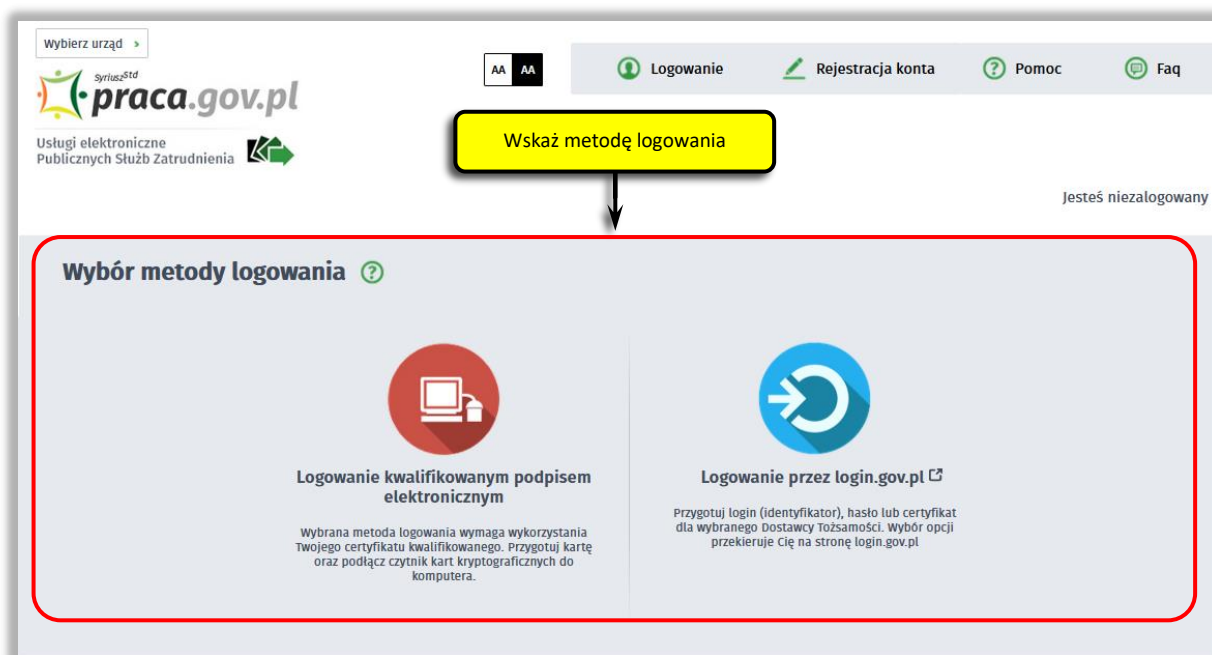 Wybierz urząd
AA AA
Logowanie
Rejestracja konta
Pomoc
Faq
Syriusz Std
praca.gov.pl
Usługi elektroniczne
Publicznych Służb Zatrudnienia
Wskaż metodę logowania
Jesteś niezalogowany
Wybór metody logowania ?
Logowanie kwalifikowanym podpisem
elektronicznym
Wybrana metoda logowania wymaga wykorzystania
Twojego certyfikatu kwalifikowanego. Przygotuj kartę
oraz podłącz czytnik kart kryptograficznych do
komputera.
Logowanie przez login.gov.pl
Przygotuj login (identyfikator), hasło lub certyfikat
dla wybranego Dostawcy Tożsamości. Wybór opcji
przekieruje Cię na stronę login.gov.pl